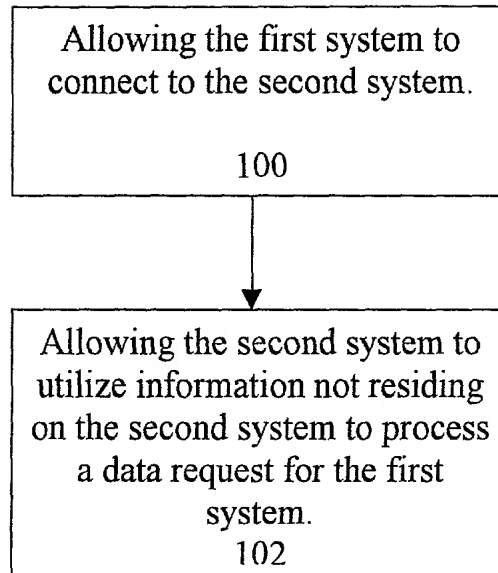 Allowing the first system to
connect to the second system.
100
Allowing the second system to
utilize information not residing
on the second system to process
a data request for the first
system.
102